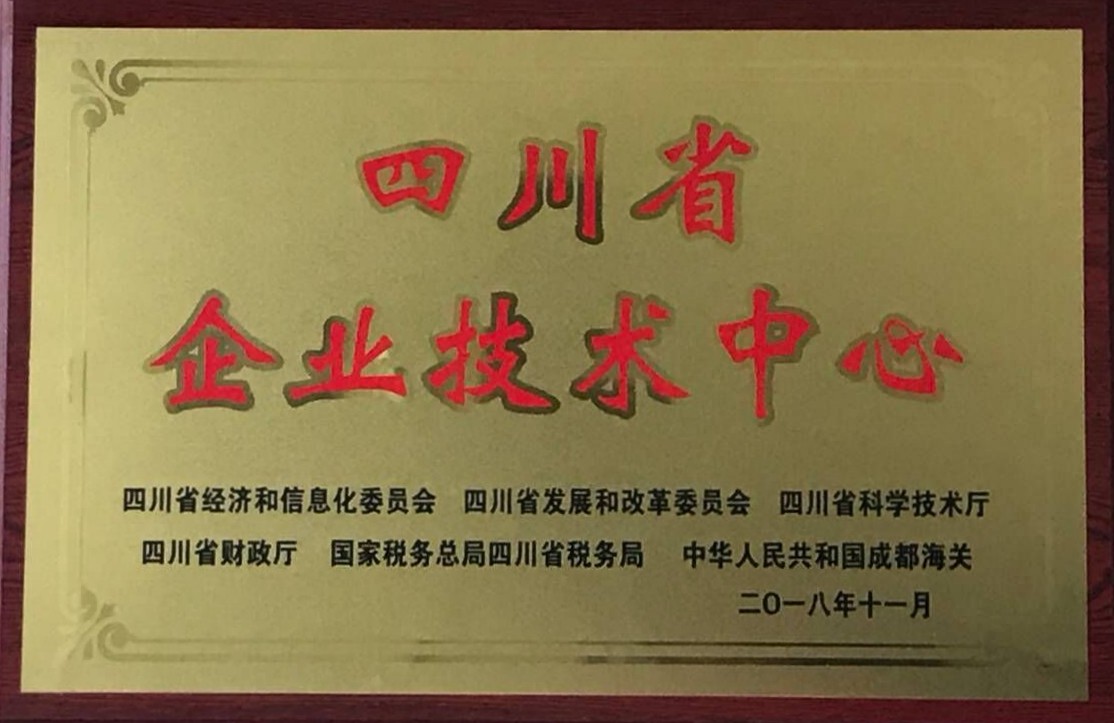 四川省
企业技术中心
四川省经济和信息化委员会 四川省发展和改革委员会 四川省科学技术厅
四川省财政厅 国家税务总局四川省税务局 中华人民共和国成都海关
二〇一八年十一月